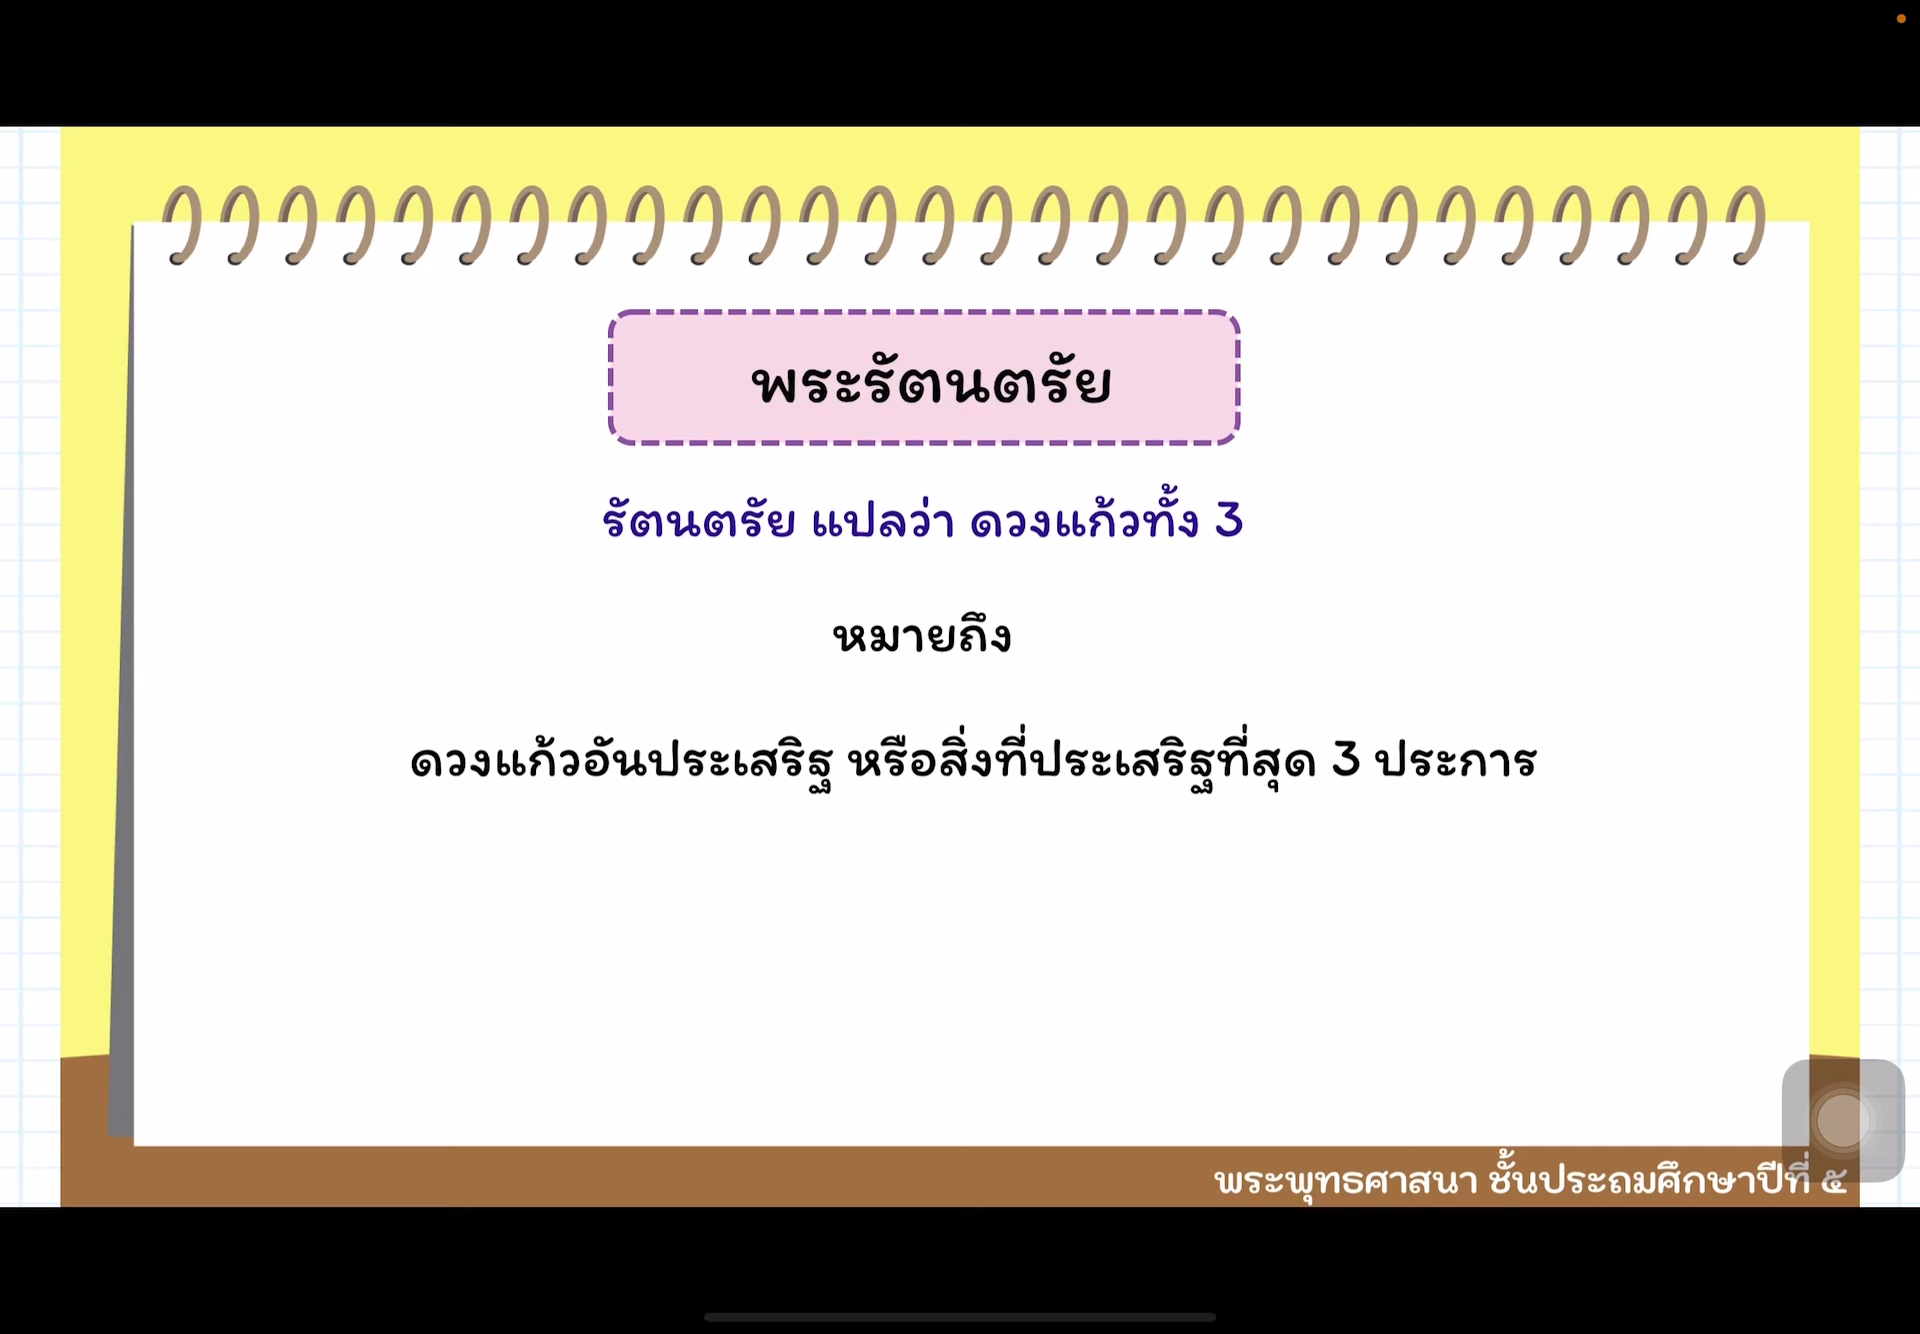 พระรัตนตรัย
รัตนตรัย แปลว่า ดวงแก้วทั้ง 3
หมายถึง
ดวงแก้วอันประเสริฐ หรือสิ่งที่ประเสริฐที่สุด 3 ประการ
พระพุทธศาสนา ชั้นประถมศึกษาปีที่ ๕